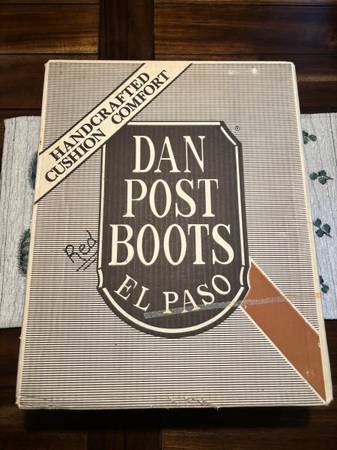 HANDCRAFTED
CUSHION COMFORT
DAN
POST
BOOTS
EL PASO
®
Red